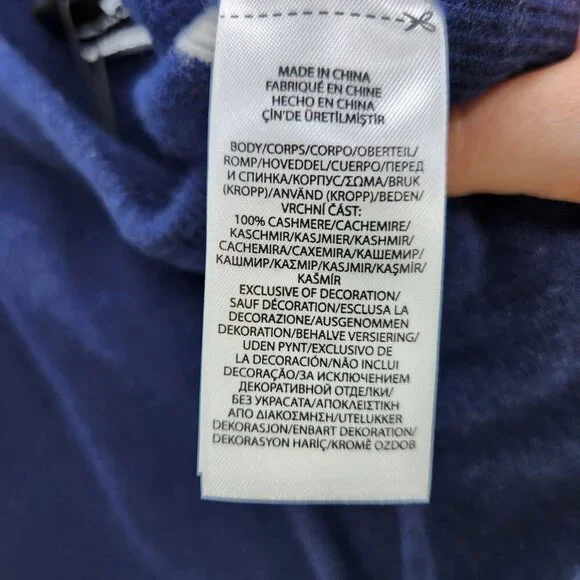 MADE IN CHINA
FABRIQUÉ EN CHINE
HECHO EN CHINA
ÇİN'DE ÜRETİLMİŞTİR
BODY/CORPS/CORPO/OBERTEIL/
ROMP/HOVEDDEL/CUERPO/ПЕРЕД
И СПИНКА/КОРПУС/ΣΩΜΑ/BRUK
(KROPP)/ANVÄND (KROPP)/BEDEN/
VRCHNÍ ČÁST:
100% CASHMERE/CACHEMIRE/
KASCHMIR/KASJMIER/KASHMIR/
CACHEMIRA/CAXEMIRA/КАШЕМИР/
КАШМИР/ΚΑΣΜΙΡ/KASJMIR/KAŞMİR/
KAŠMÍR
EXCLUSIVE OF DECORATION/
SAUF DÉCORATION/ESCLUSA LA
DECORAZIONE/AUSGENOMMEN
DEKORATION/BEHALVE VERSIERING/
UDEN PYNT/EXCLUSIVO DE
LA DECORACIÓN/NÃO INCLUI
DECORAÇÃO/ЗА ИСКЛЮЧЕНИЕМ
ДЕКОРАТИВНОЙ ОТДЕЛКИ/
БЕЗ УКРАСАТА/ΑΠΟΚΛΕΙΣΤΙΚΗ
ΑΠΟ ΔΙΑΚΟΣΜΗΣΗ/UTELUKKER
DEKORASJON/ENBART DEKORATION/
DEKORASYON HARİÇ/KROMĚ OZDOB